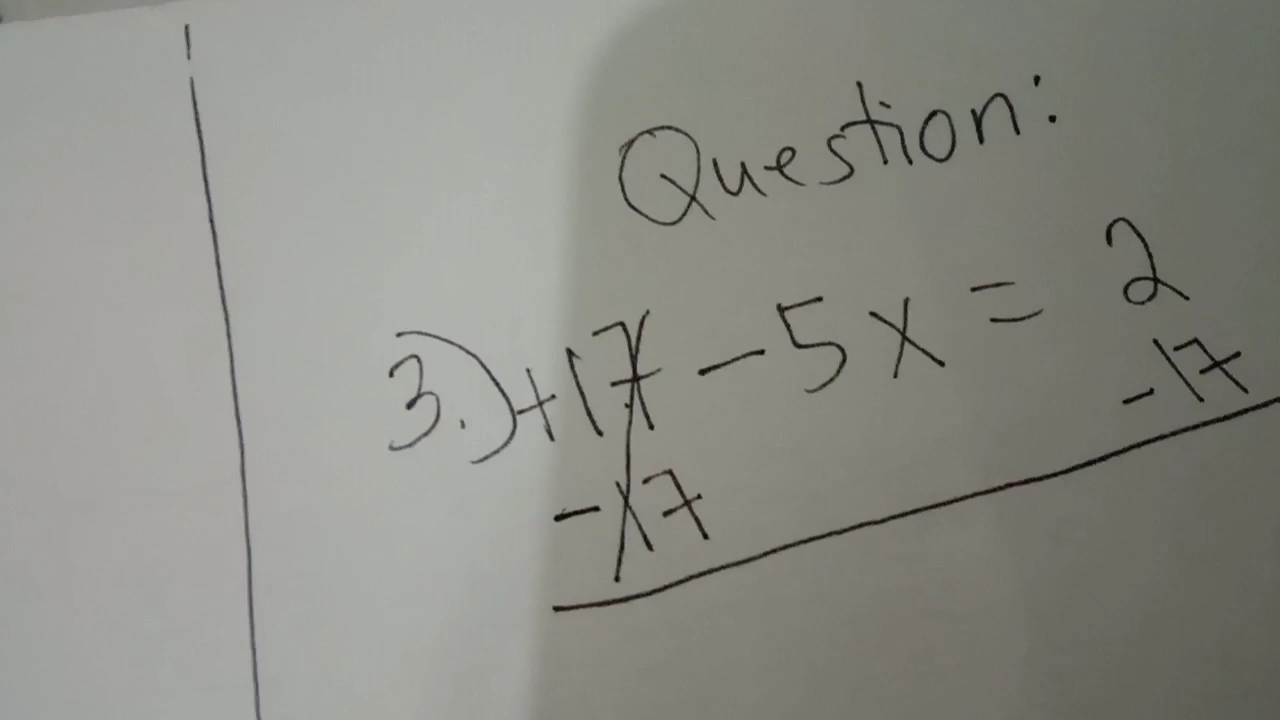 Question:
3.) +17 - 5x = 2
-17 -17